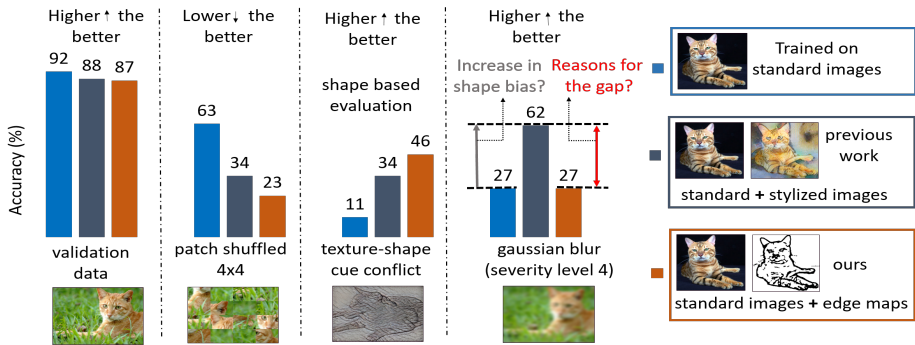 Higher ↑ the
better
Lower ↓ the
better
Higher ↑ the
better
Higher ↑ the
better
Accuracy (%)
92
88
87
validation
data
63
34
23
patch shuffled
4x4
shape based
evaluation
11
34
46
texture-shape
cue conflict
Increase in
shape bias?
Reasons for
the gap?
27
62
27
gaussian blur
(severity level 4)
Trained on
standard images
previous
work
standard + stylized images
ours
standard images + edge maps